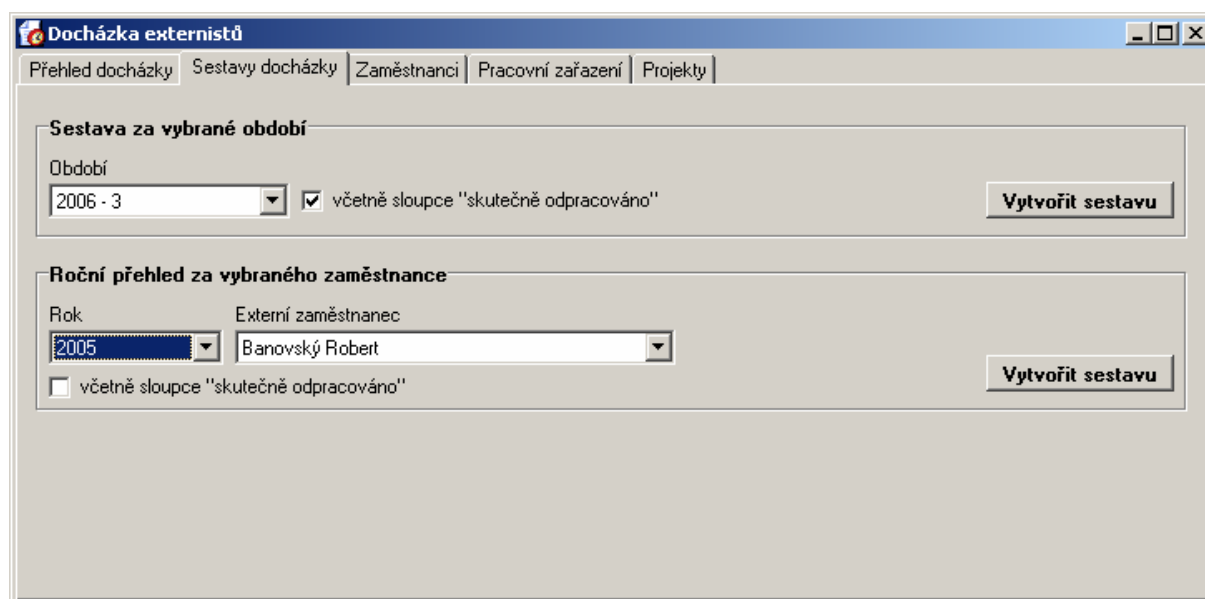 Docházka externistů
Přehled docházky Sestavy docházky Zaměstnanci Pracovní zařazení Projekty
Sestava za vybrané období
Období
2006 - 3 včetně sloupce "skutečně odpracováno" Vytvořit sestavu
Roční přehled za vybraného zaměstnance
Rok Externí zaměstnanec
2005 Banovský Robert
včetně sloupce "skutečně odpracováno" Vytvořit sestavu